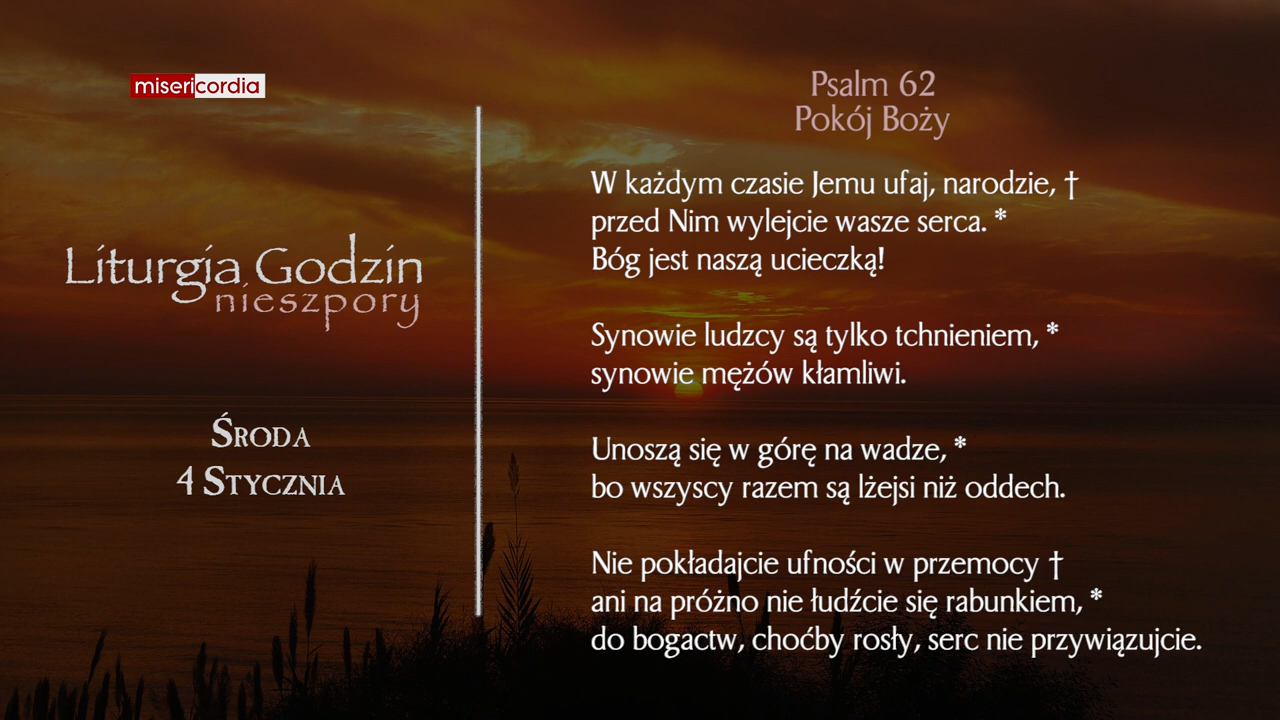 misericordia
Liturgia Godzin
nieszpory
Środa
4 Stycznia
Psalm 62
Pokój Boży
W każdym czasie Jemu ufaj, narodzie, †
przed Nim wylejcie wasze serca. *
Bóg jest naszą ucieczką!
Synowie ludzcy są tylko tchnieniem, *
synowie mężów kłamliwi.
Unoszą się w górę na wadze, *
bo wszyscy razem są lżejsi niż oddech.
Nie pokładajcie ufności w przemocy †
ani na próżno nie łudźcie się rabunkiem, *
do bogactw, choćby rosły, serc nie przywiązujcie.